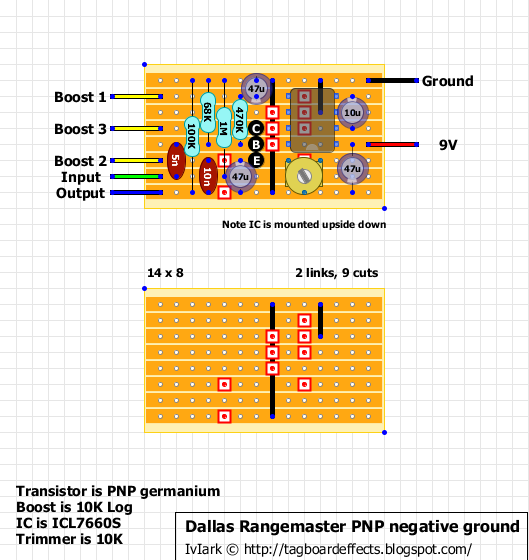 Ground
Boost 1
47u
68K
470K
1M
100K
10u
Boost 3
C
B
9V
Boost 2
5n
E
Input
10n
47u
47u
Output
Note IC is mounted upside down
14 x 8
2 links, 9 cuts
Transistor is PNP germanium
Boost is 10K Log
IC is ICL7660S
Trimmer is 10K
Dallas Rangemaster PNP negative ground
IvIark © http://tagboardeffects.blogspot.com/